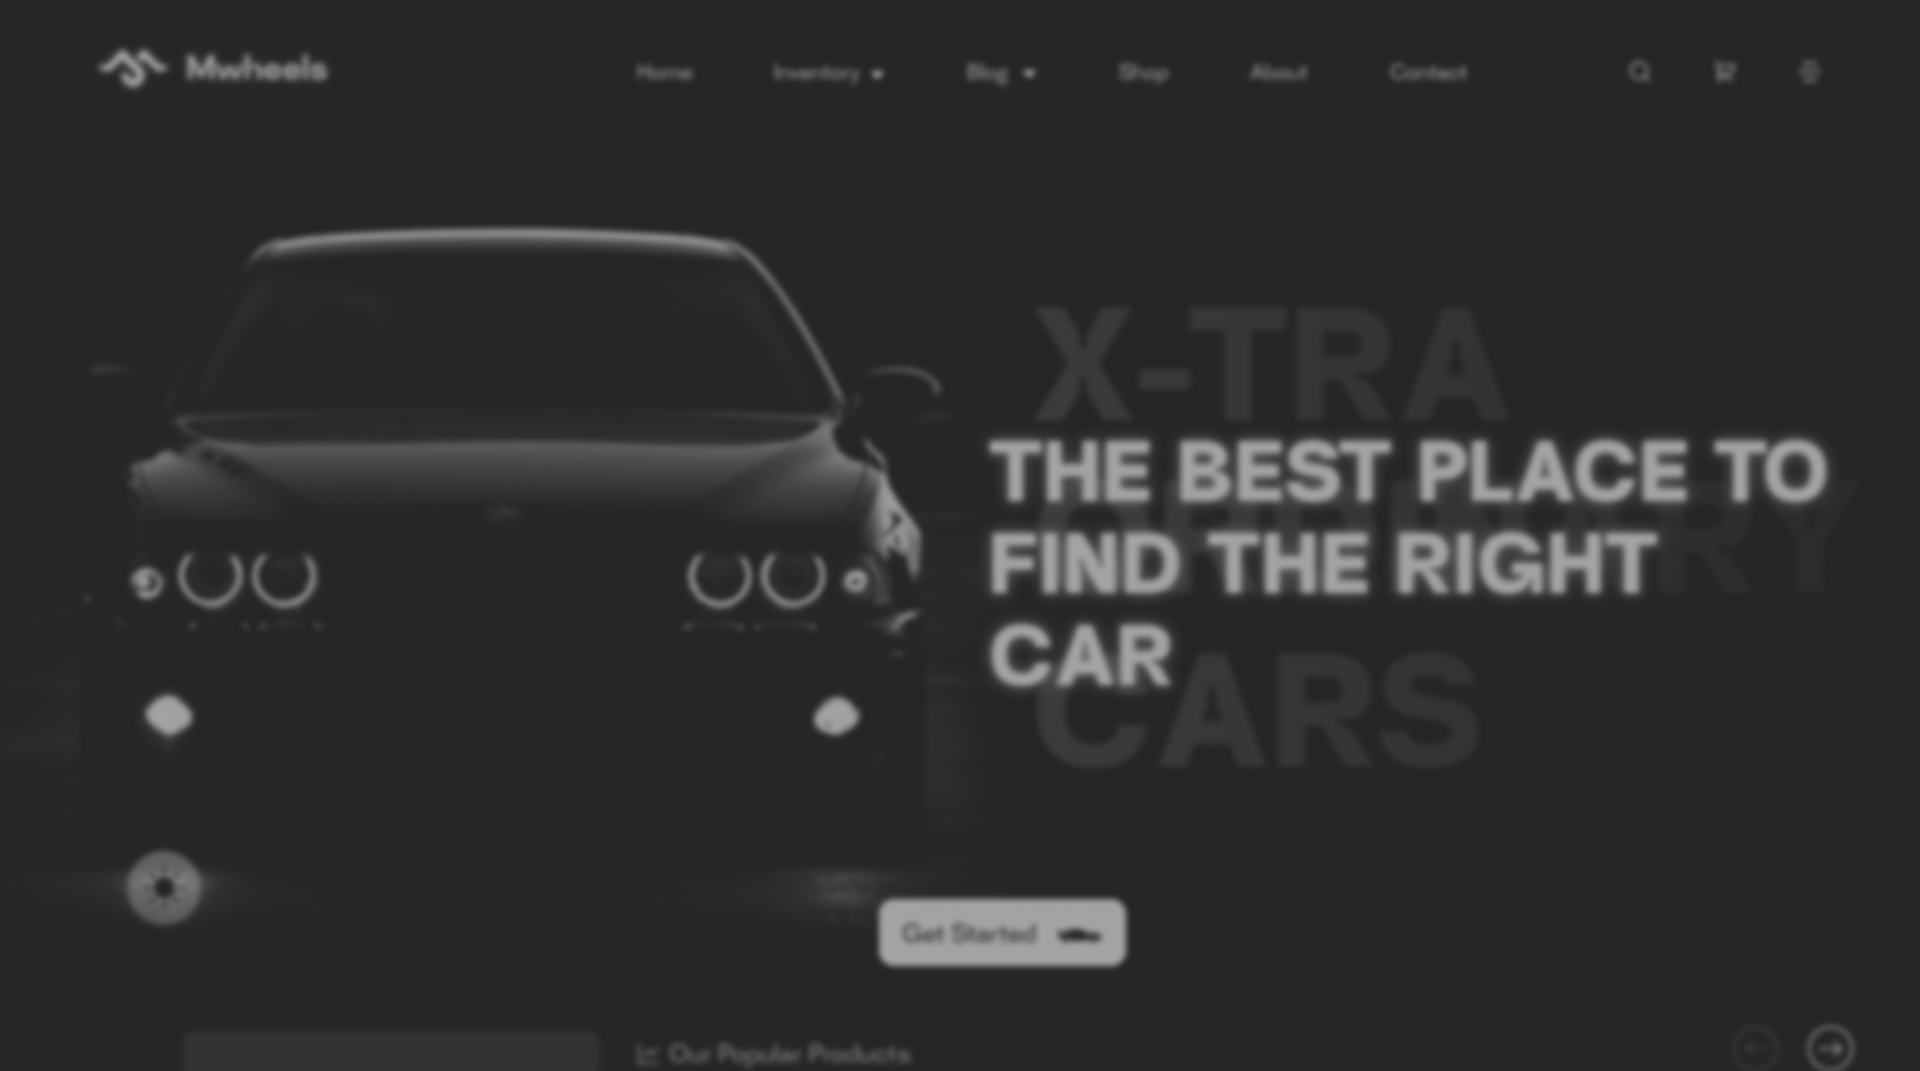 Mwheels
Home Inventory Blog Shop About Contact
X-TRA
THE BEST PLACE TO
FIND THE RIGHT
CAR
CARS
Get Started
Our Popular Products